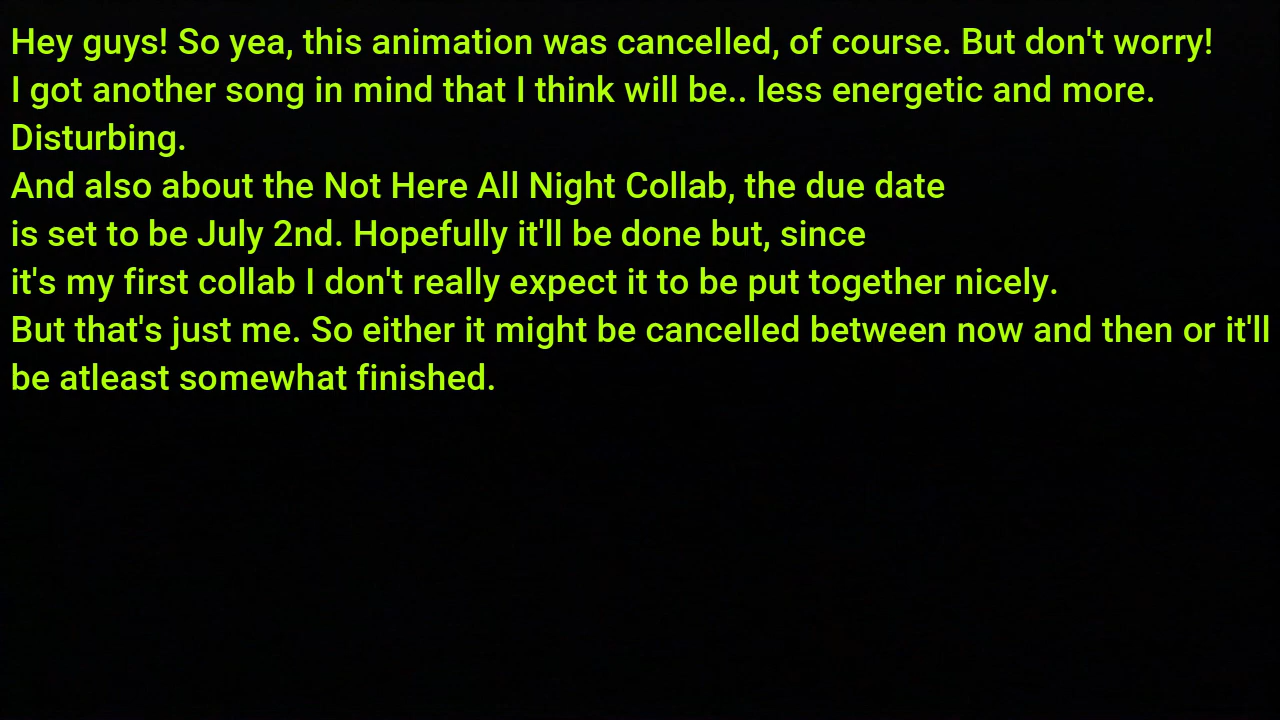 Hey guys! So yea, this animation was cancelled, of course. But don't worry!
I got another song in mind that I think will be.. less energetic and more.
Disturbing.
And also about the Not Here All Night Collab, the due date
is set to be July 2nd. Hopefully it'll be done but, since
it's my first collab I don't really expect it to be put together nicely.
But that's just me. So either it might be cancelled between now and then or it'll
be atleast somewhat finished.